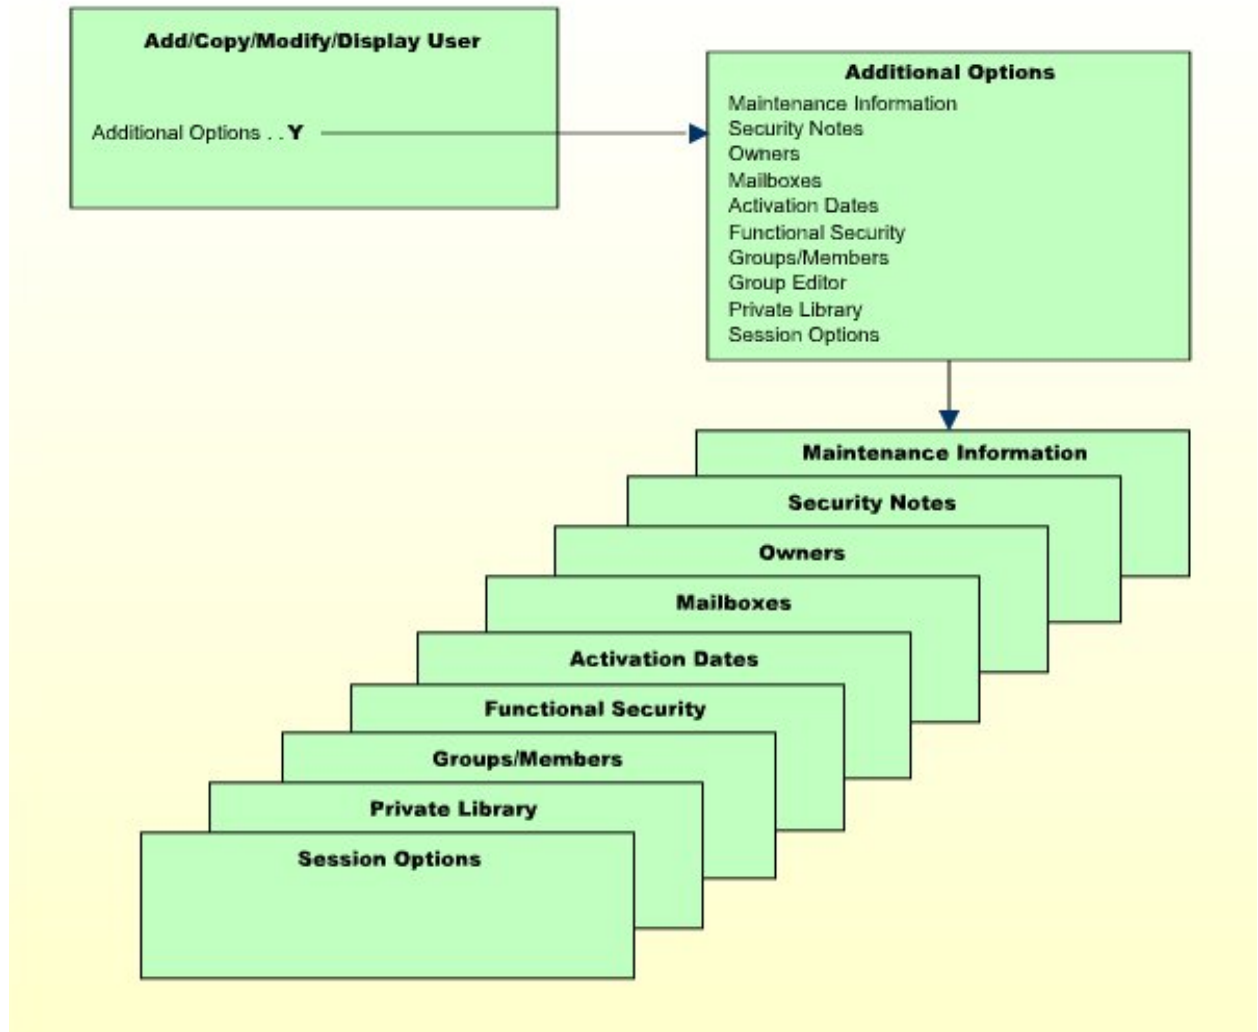 Add/Copy/Modify/Display User
Additional Options . . Y
Additional Options
Maintenance Information
Security Notes
Owners
Mailboxes
Activation Dates
Functional Security
Groups/Members
Group Editor
Private Library
Session Options
Maintenance Information
Security Notes
Owners
Mailboxes
Activation Dates
Functional Security
Groups/Members
Private Library
Session Options